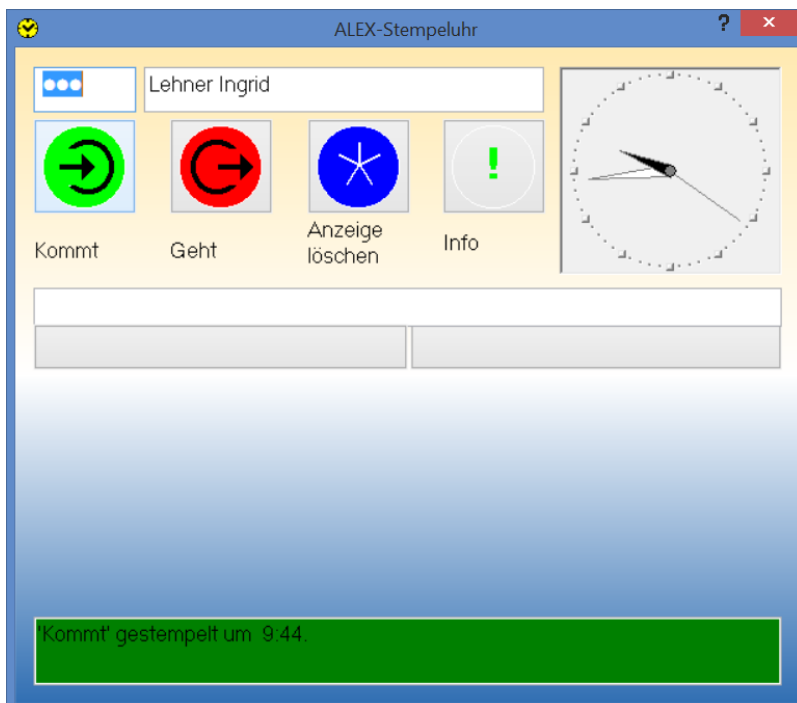 ALEX-Stempeluhr
?
Lehner Ingrid
!
Kommt
Geht
Anzeige
löschen
Info
'Kommt' gestempelt um 9:44.